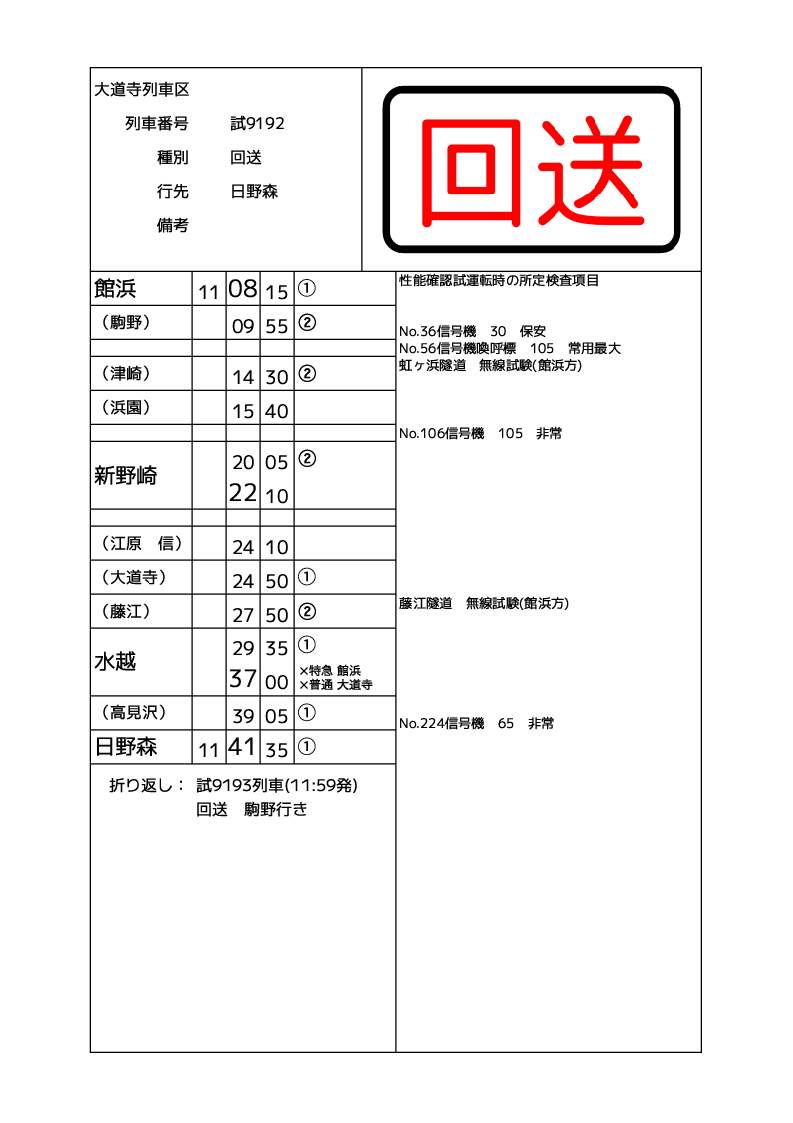 大道寺列車区
列車番号 試9192
種別 回送
行先 日野森
備考
回送
館浜 11 08 15 ①
（駒野） 09 55 ②
（津崎） 14 30 ②
（浜園） 15 40
新野崎 20 05 ②
22 10
（江原　信） 24 10
（大道寺） 24 50 ①
（藤江） 27 50 ②
水越 29 35 ①
37 00 ×特急 館浜
×普通 大道寺
（高見沢） 39 05 ①
日野森 11 41 35 ①
折り返し： 試9193列車(11:59発)
回送　駒野行き
性能確認試運転時の所定検査項目
No.36信号機　30　保安
No.56信号機喚呼標　105　常用最大
虹ヶ浜隧道　無線試験(館浜方)
No.106信号機　105　非常
藤江隧道　無線試験(館浜方)
No.224信号機　65　非常